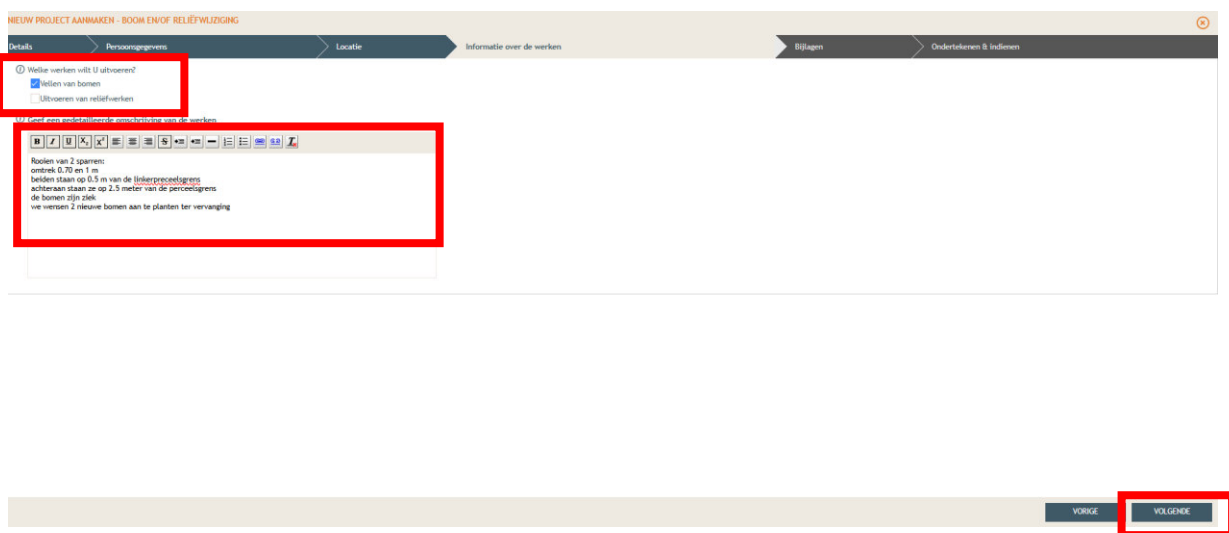 NIEUW PROJECT AANMAKEN - BOOM EN/OF RELIËFWIJZIGING
Details Persoonsgegevens Locatie Informatie over de werken Bijlagen Ondertekenen & indienen
Welke werken wilt U uitvoeren?
Vellen van bomen
Uitvoeren van reliëfwerken
Geef een gedetailleerde omschrijving van de werken
B I U X₂ X² S
Rooien van 2 sparren:
omtrek 0.70 en 1 m
beiden staan op 0.5 m van de linkerpreceelsgrens
achteraan staan ze op 2.5 meter van de perceelsgrens
de bomen zijn ziek
we wensen 2 nieuwe bomen aan te planten ter vervanging
VORIGE VOLGENDE